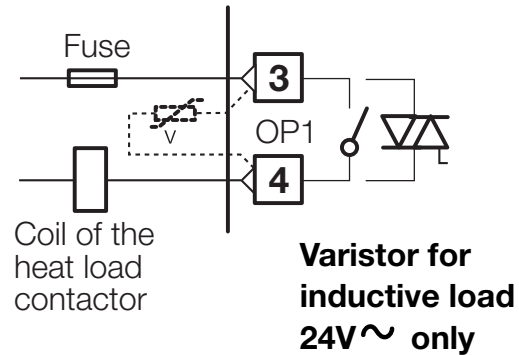 Fuse
3
V
OP1
4
Coil of the
heat load
contactor
Varistor for
inductive load
24V~ only